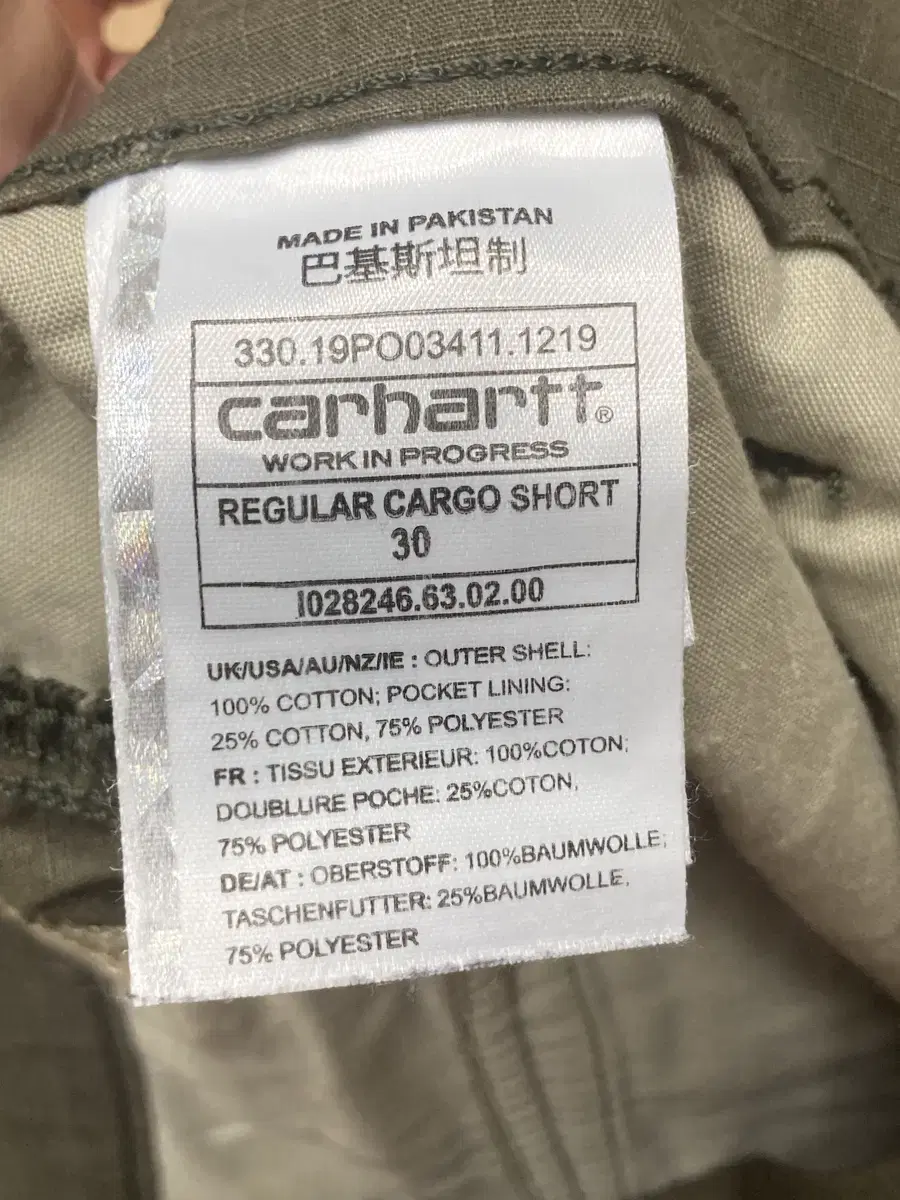 MADE IN PAKISTAN
巴基斯坦制
330.19PO03411.1219
carhartt®
WORK IN PROGRESS
REGULAR CARGO SHORT
30
I028246.63.02.00
UK/USA/AU/NZ/IE : OUTER SHELL:
100% COTTON; POCKET LINING:
25% COTTON, 75% POLYESTER
FR : TISSU EXTERIEUR: 100%COTON;
DOUBLURE POCHE: 25%COTON,
75% POLYESTER
DE/AT : OBERSTOFF: 100%BAUMWOLLE;
TASCHENFUTTER: 25%BAUMWOLLE,
75% POLYESTER